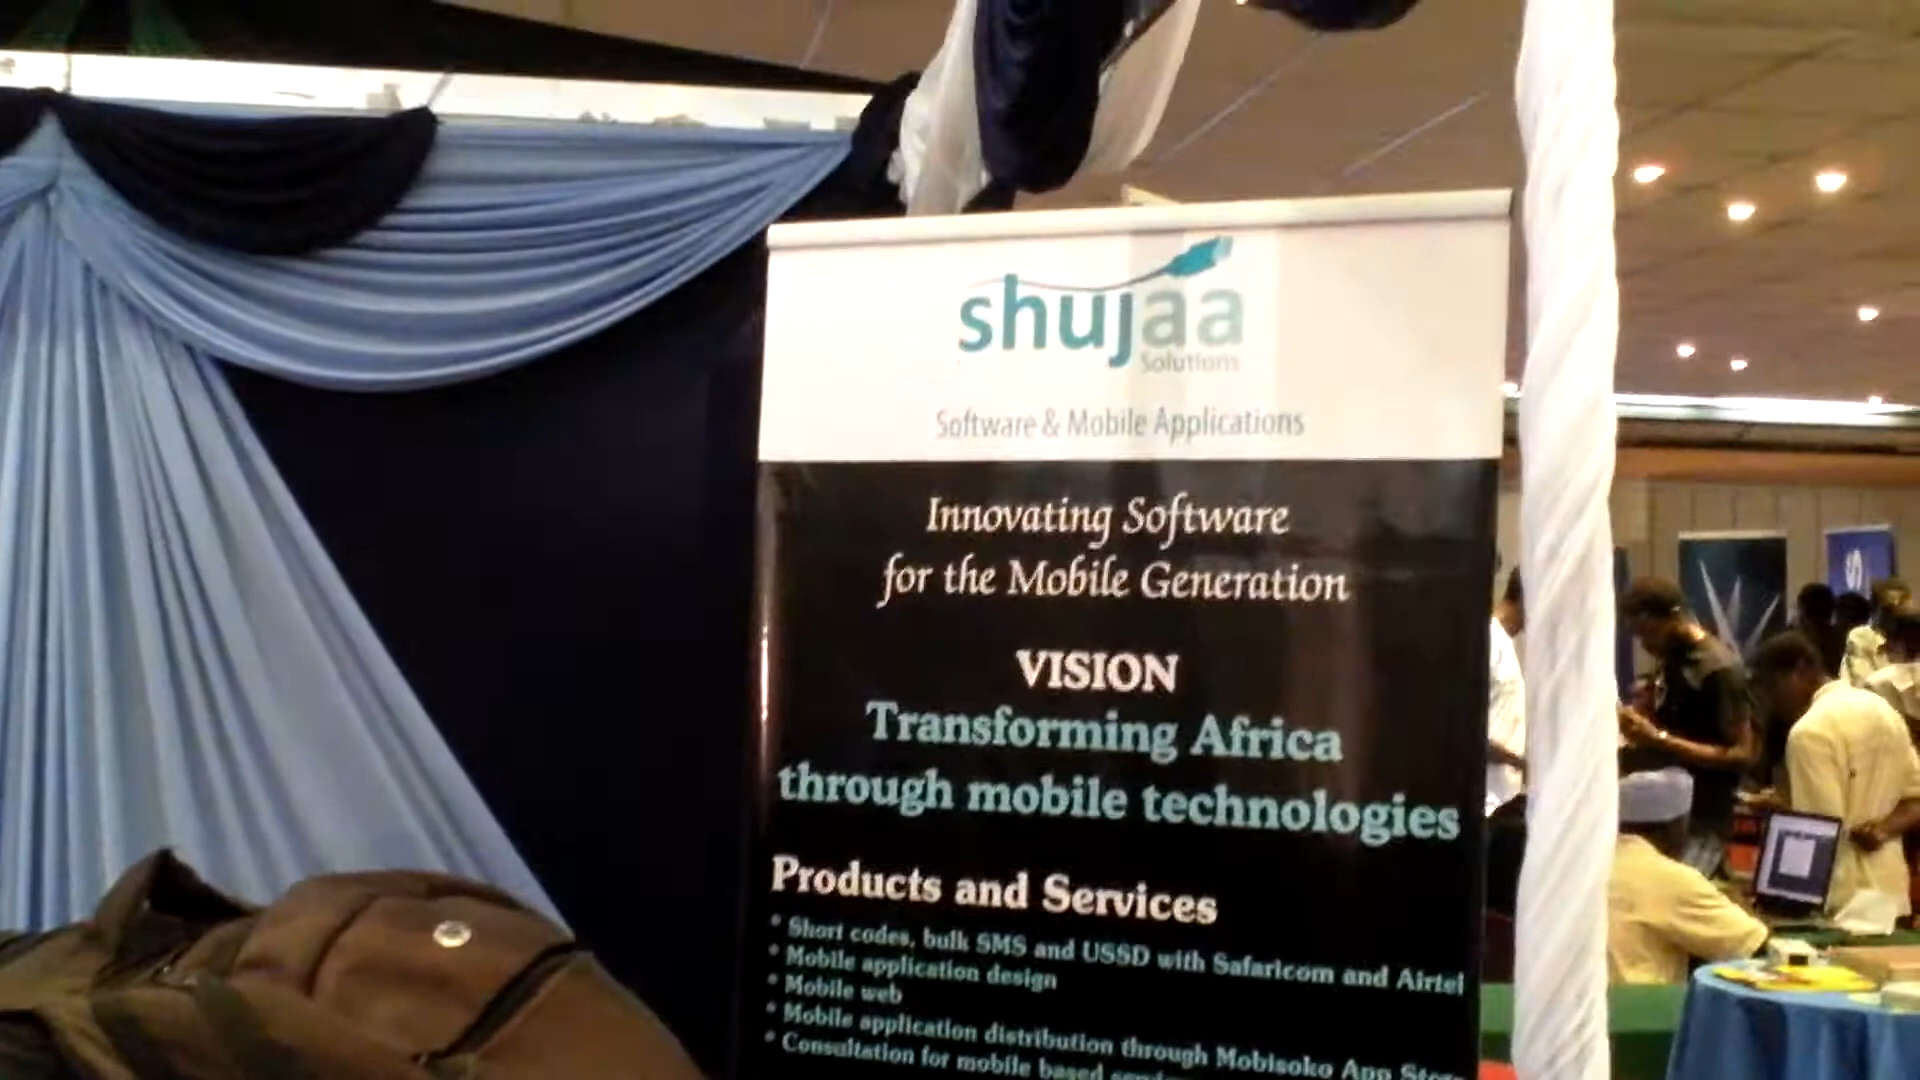 shujaa
Solutions
Software & Mobile Applications
Innovating Software
for the Mobile Generation
VISION
Transforming Africa
through mobile technologies
Products and Services
* Short codes, bulk SMS and USSD with Safaricom and Airtel
* Mobile application design
* Mobile web
* Mobile application distribution through Mobisoko App Store
* Consultation for mobile based